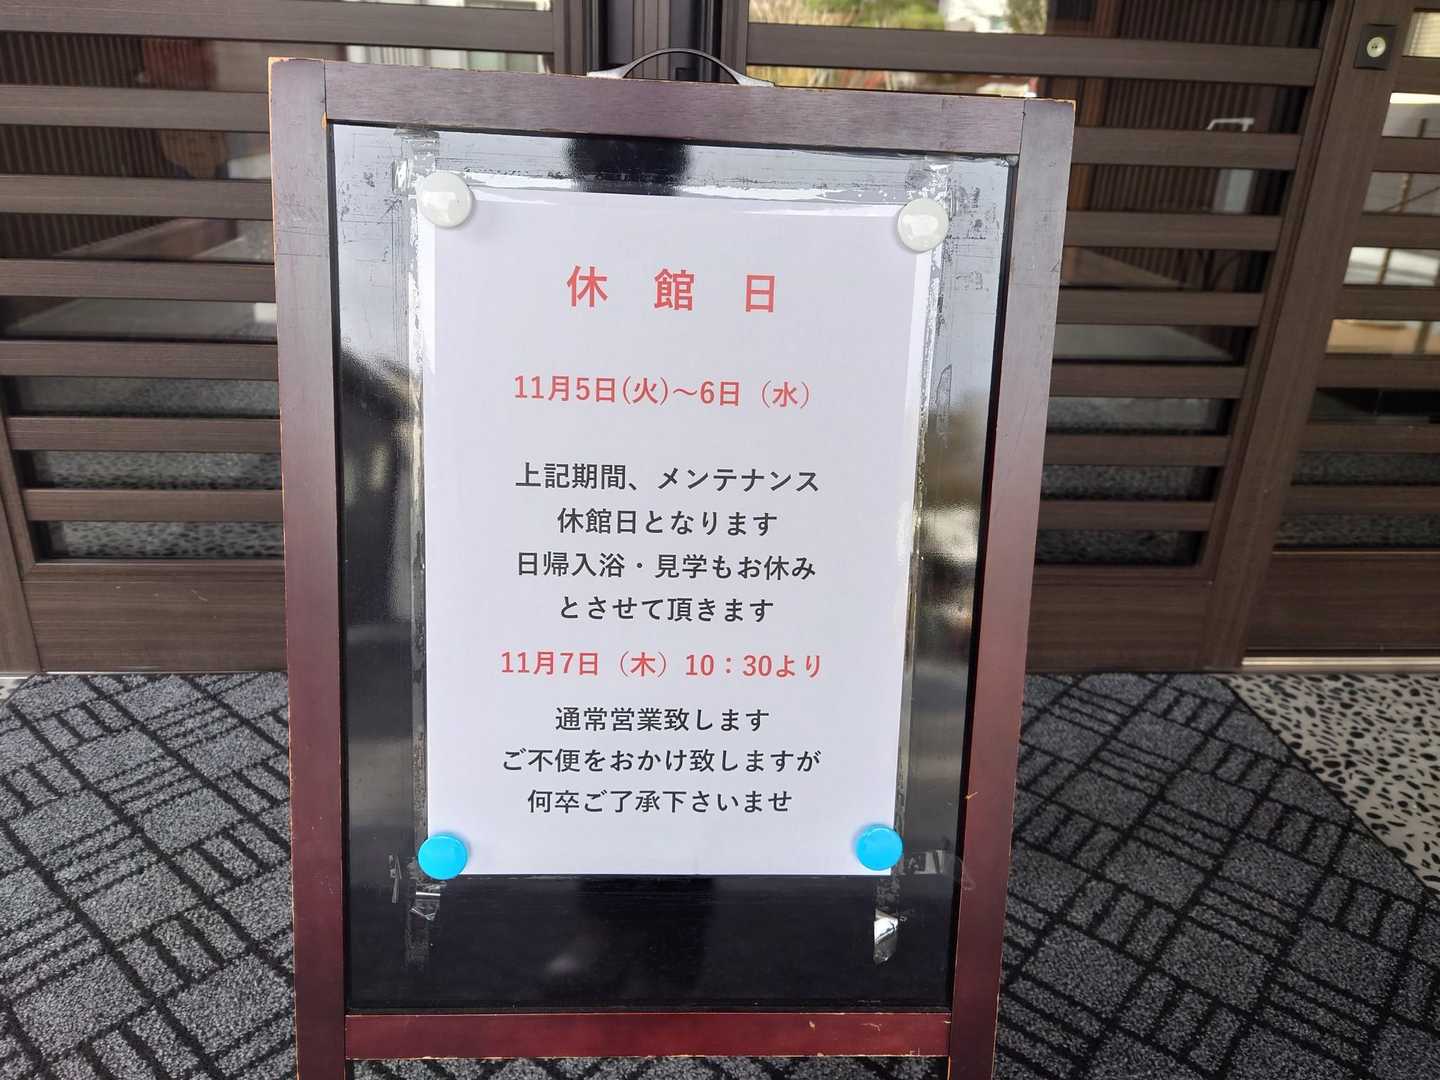 休 館 日
11月5日(火)～6日（水）
上記期間、メンテナンス
休館日となります
日帰入浴・見学もお休み
とさせて頂きます
11月7日（木）10：30より
通常営業致します
ご不便をおかけ致しますが
何卒ご了承下さいませ